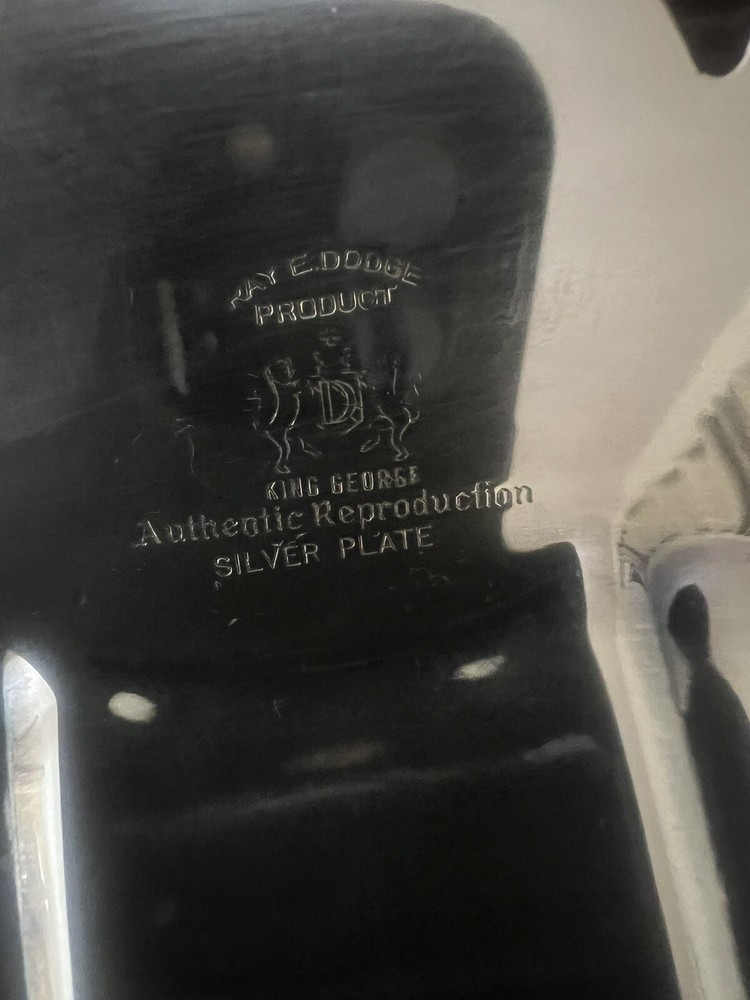 RAY E. DODGE
PRODUCT
D
KING GEORGE
Authentic Reproduction
SILVER PLATE